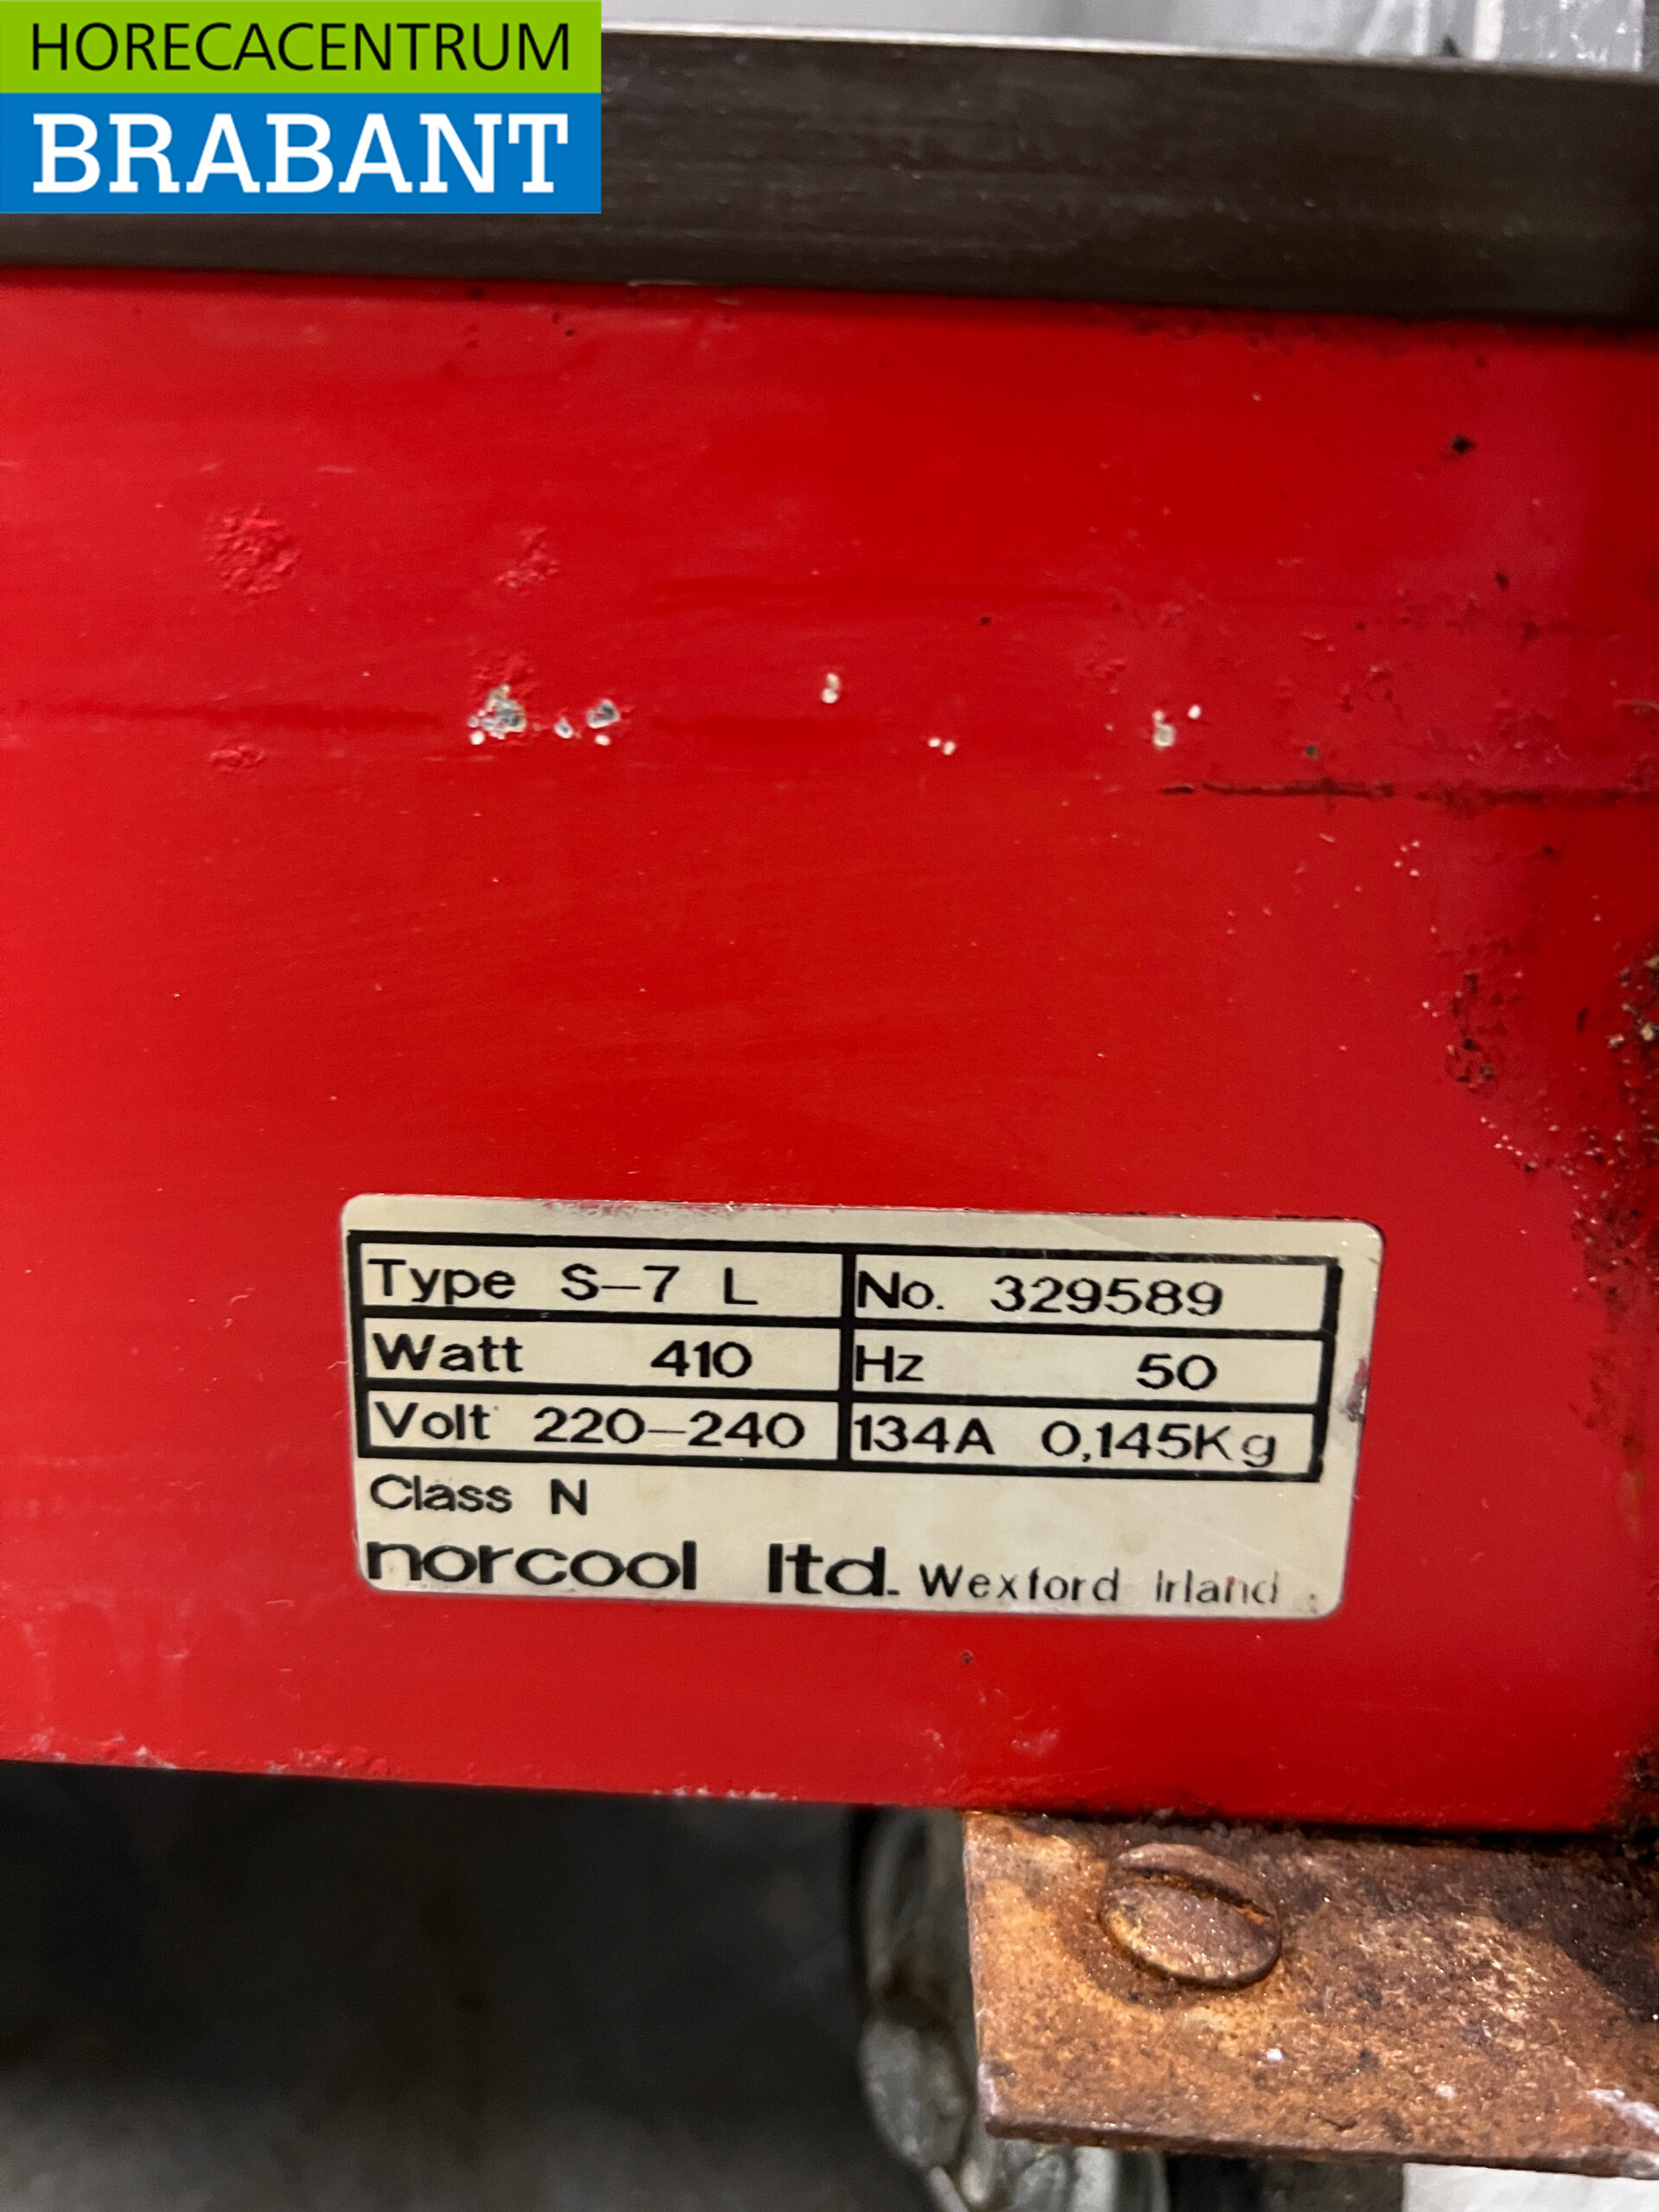 HORECACENTRUM
BRABANT
Type S-7 L No. 329589
Watt 410 Hz 50
Volt 220-240 134A 0,145Kg
Class N
norcool ltd. Wexford Irland